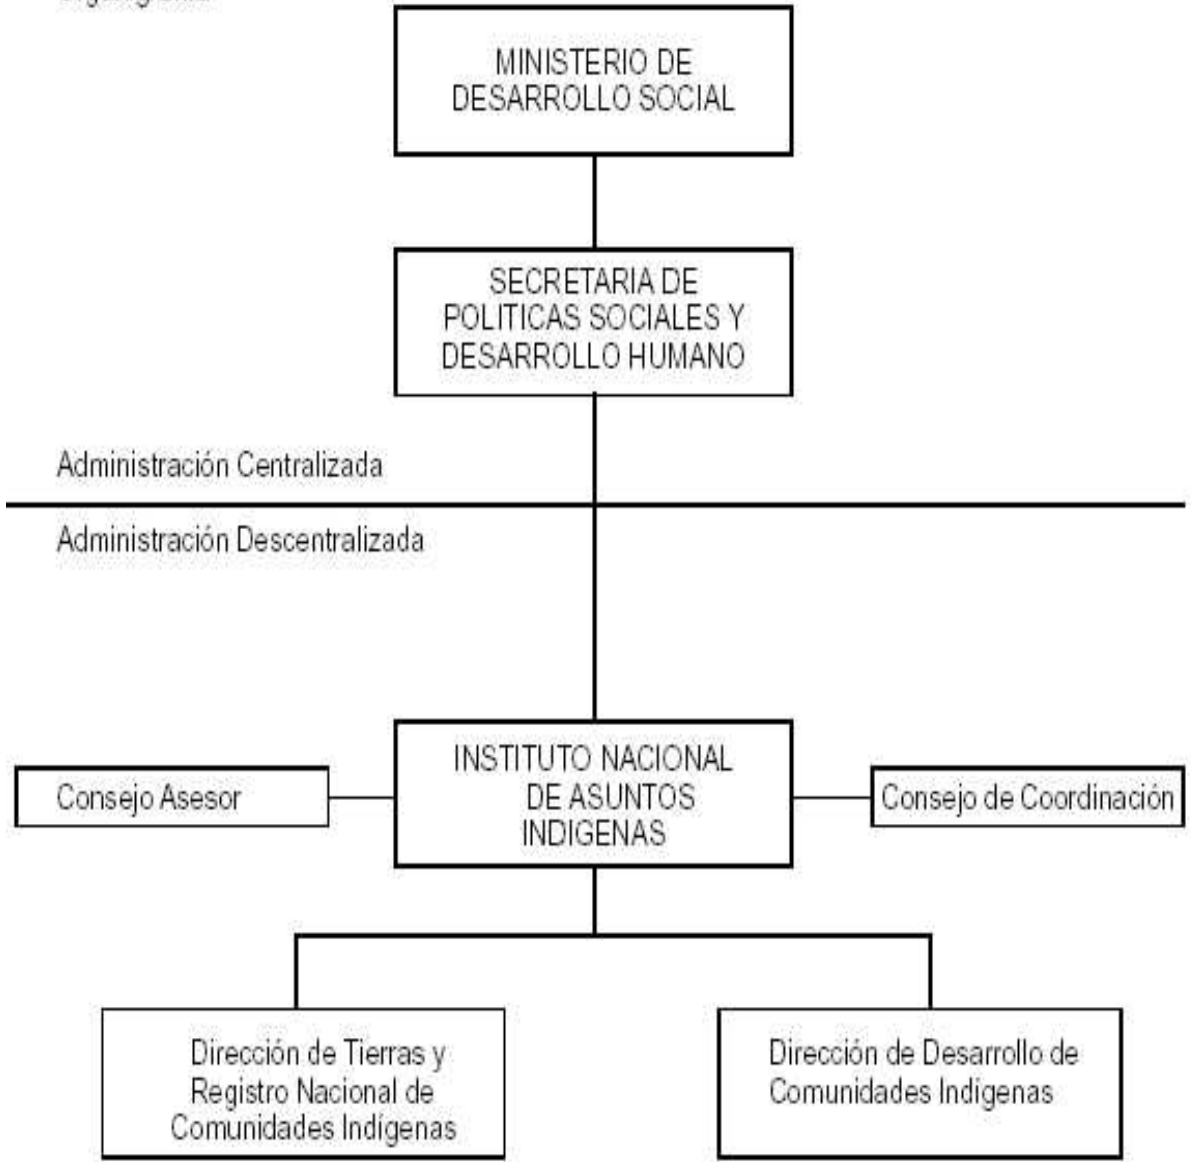 MINISTERIO DE
DESARROLLO SOCIAL
SECRETARIA DE
POLITICAS SOCIALES Y
DESARROLLO HUMANO
Administración Centralizada
Administración Descentralizada
INSTITUTO NACIONAL
DE ASUNTOS
INDIGENAS
Consejo Asesor
Consejo de Coordinación
Dirección de Tierras y
Registro Nacional de
Comunidades Indígenas
Dirección de Desarrollo de
Comunidades Indígenas